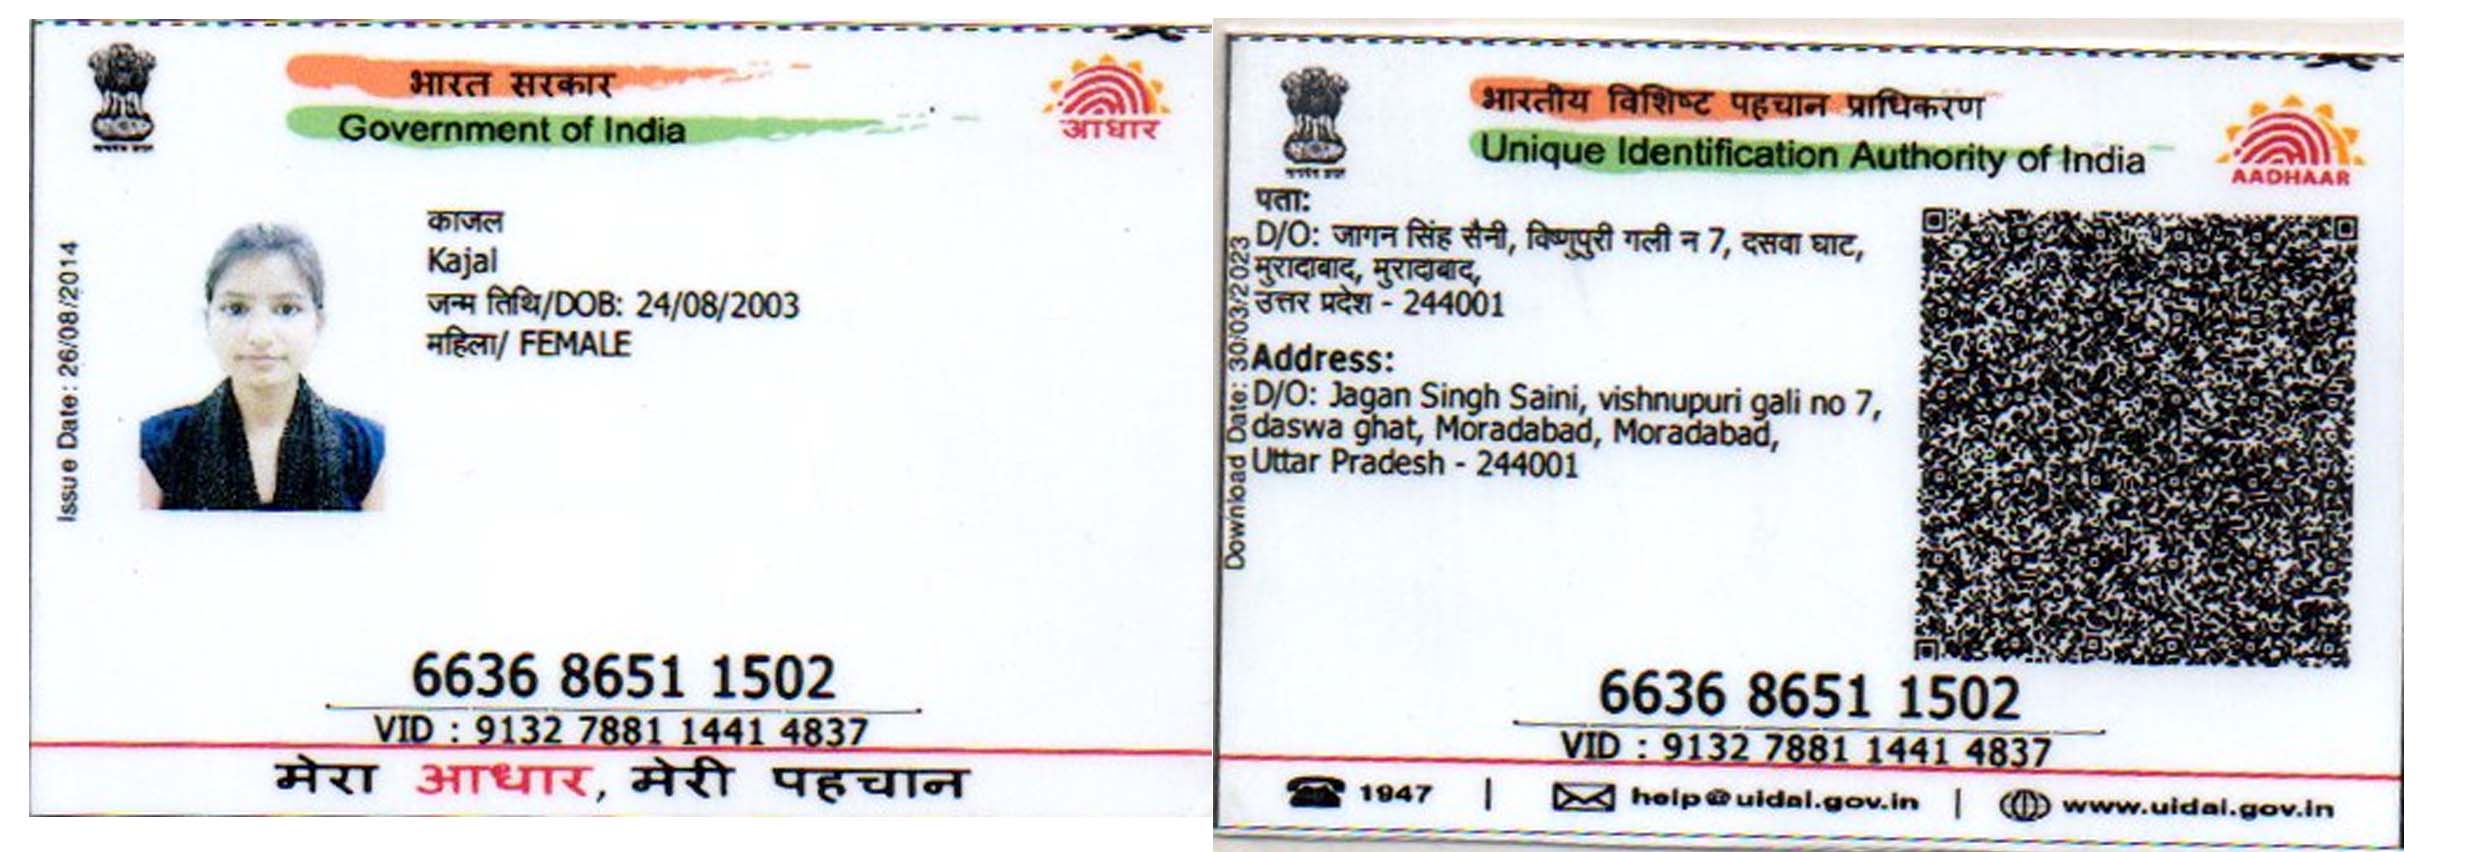 भारत सरकार
Government of India
आधार
Issue Date: 26/08/2014
काजल
Kajal
जन्म तिथि/DOB: 24/08/2003
महिला/ FEMALE
6636 8651 1502
VID : 9132 7881 1441 4837
मेरा आधार, मेरी पहचान
भारतीय विशिष्ट पहचान प्राधिकरण
Unique Identification Authority of India
AADHAAR
Download Date: 30/03/2023
पता:
D/O: जागन सिंह सैनी, विष्णुपुरी गली न 7, दसवा घाट,
मुरादाबाद, मुरादाबाद,
उत्तर प्रदेश - 244001
Address:
D/O: Jagan Singh Saini, vishnupuri gali no 7,
daswa ghat, Moradabad, Moradabad,
Uttar Pradesh - 244001
6636 8651 1502
VID : 9132 7881 1441 4837
1947 | help@uidai.gov.in | www.uidai.gov.in